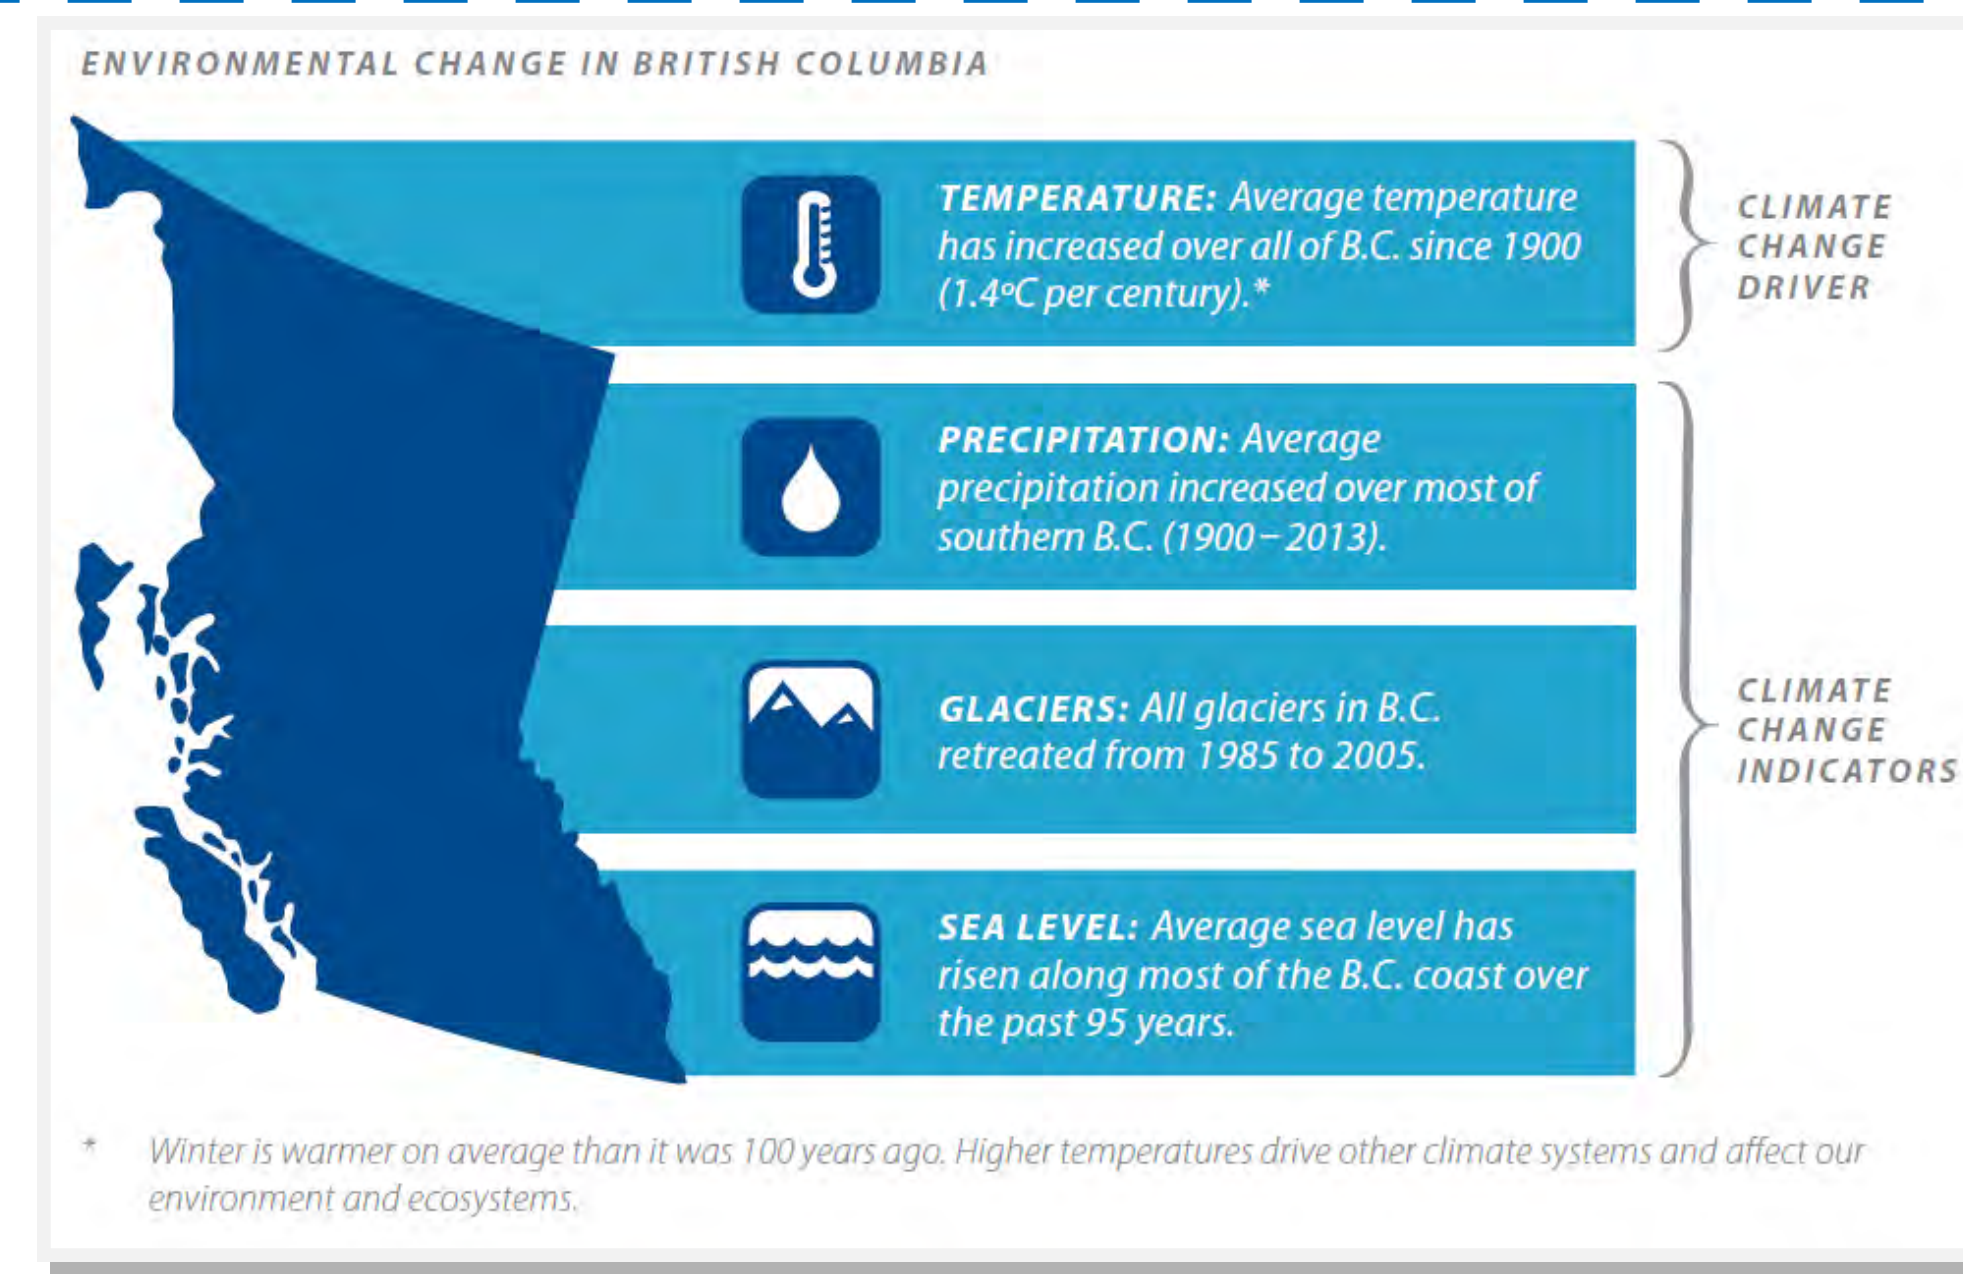 ENVIRONMENTAL CHANGE IN BRITISH COLUMBIA
TEMPERATURE: Average temperature
has increased over all of B.C. since 1900
(1.4ºC per century).*
CLIMATE
CHANGE
DRIVER
PRECIPITATION: Average
precipitation increased over most of
southern B.C. (1900–2013).
GLACIERS: All glaciers in B.C.
retreated from 1985 to 2005.
SEA LEVEL: Average sea level has
risen along most of the B.C. coast over
the past 95 years.
CLIMATE
CHANGE
INDICATORS
* Winter is warmer on average than it was 100 years ago. Higher temperatures drive other climate systems and affect our
environment and ecosystems.